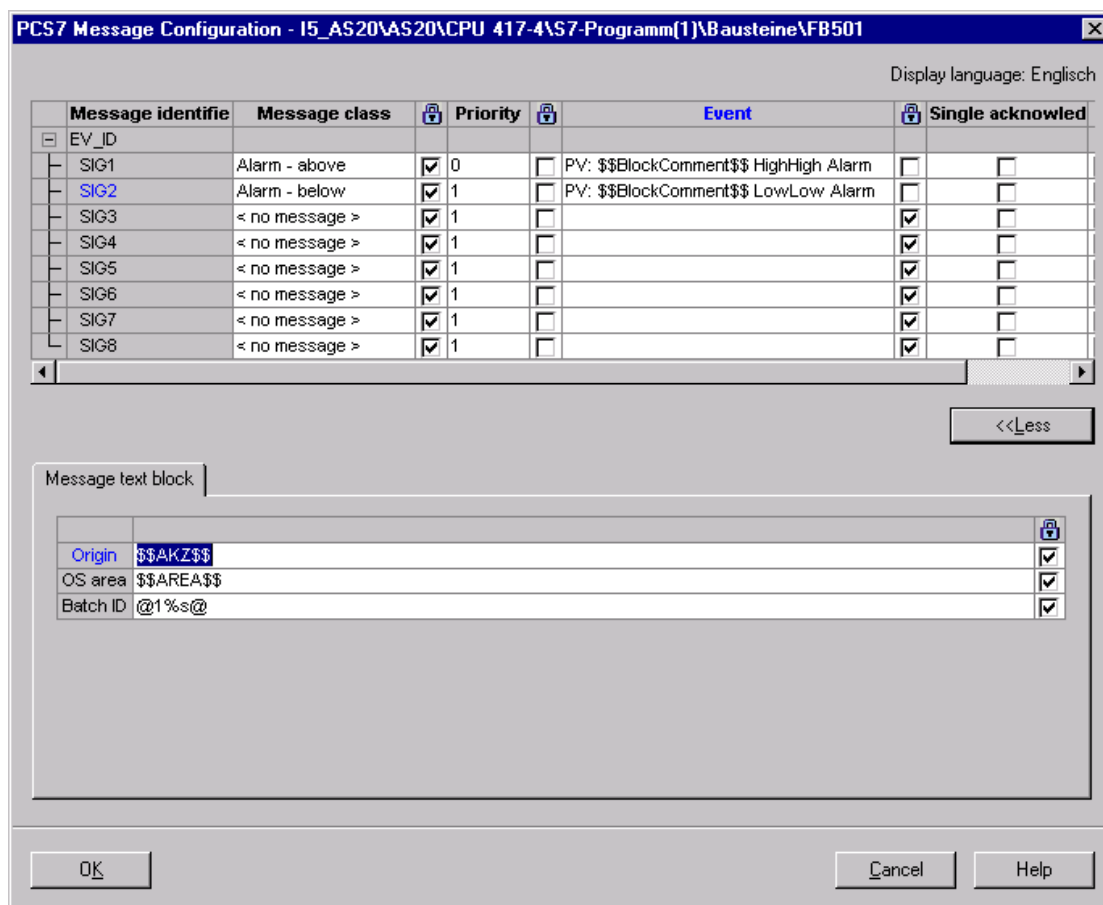 PCS7 Message Configuration - I5_AS20\AS20\CPU 417-4\S7-Programm(1)\Bausteine\FB501
Display language: Englisch
Message identifie Message class Priority Event Single acknowled
EV_ID
SIG1 Alarm - above 0 PV: $$BlockComment$$ HighHigh Alarm
SIG2 Alarm - below 1 PV: $$BlockComment$$ LowLow Alarm
SIG3 < no message > 1
SIG4 < no message > 1
SIG5 < no message > 1
SIG6 < no message > 1
SIG7 < no message > 1
SIG8 < no message > 1
<<Less
Message text block
Origin $$AKZ$$
OS area $$AREA$$
Batch ID @1%s@
OK Cancel Help